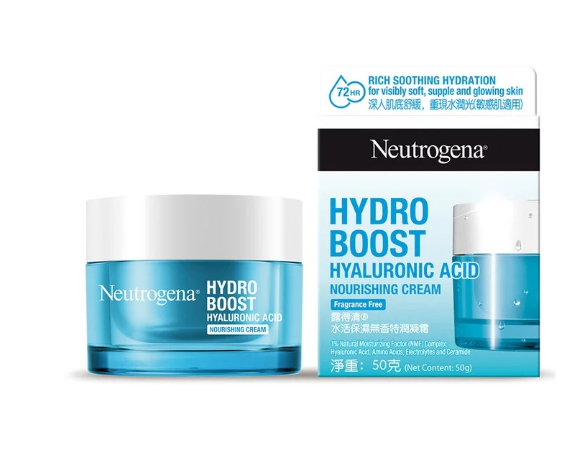 72HR
RICH SOOTHING HYDRATION
for visibly soft, supple and glowing skin
深入肌底舒緩，重現水潤光(敏感肌適用)
Neutrogena®
HYDRO
BOOST
HYALURONIC ACID
NOURISHING CREAM
Fragrance Free
露得清®
水活保濕無香特潤凝霜
1% Natural Moisturizing Factor (NMF) Complex:
Hyaluronic Acid, Amino Acids, Electrolytes and Ceramide
淨重：50克 (Net Content: 50g)
Neutrogena®
HYDRO
BOOST
HYALURONIC ACID
NOURISHING CREAM